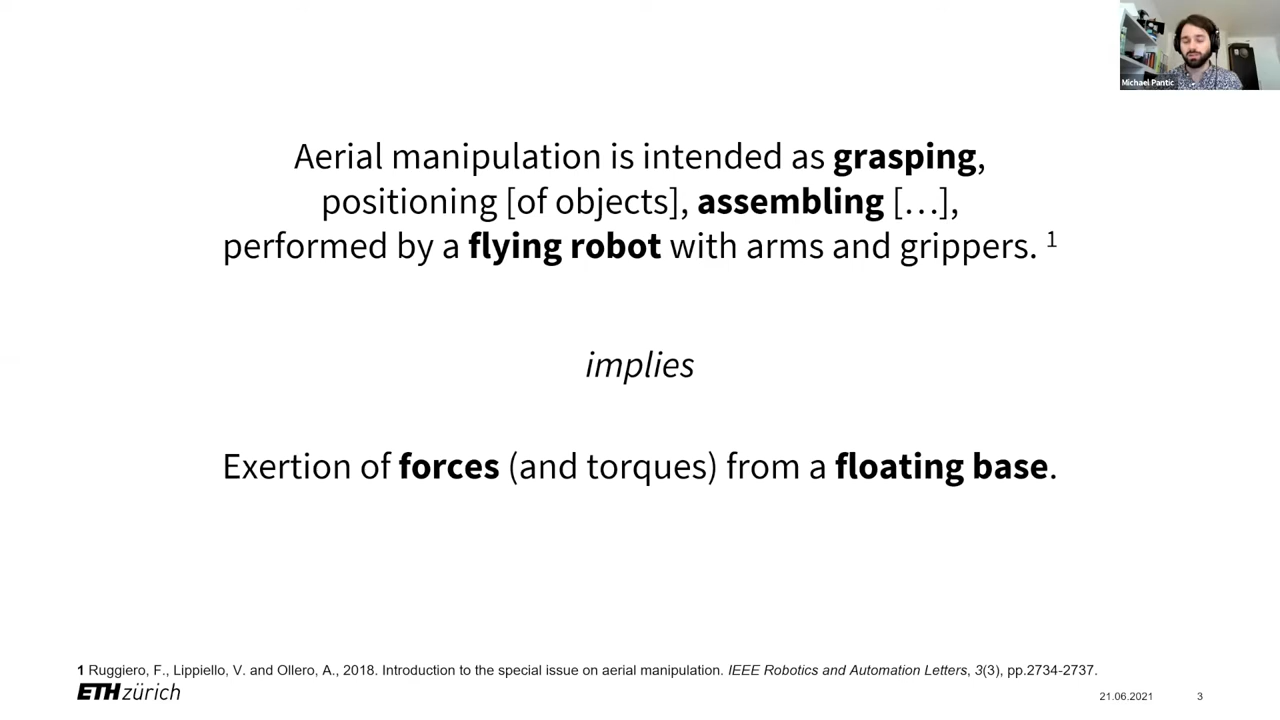 Michael Pantic
Aerial manipulation is intended as grasping,
positioning [of objects], assembling […],
performed by a flying robot with arms and grippers. 1
implies
Exertion of forces (and torques) from a floating base.
1 Ruggiero, F., Lippiello, V. and Ollero, A., 2018. Introduction to the special issue on aerial manipulation. IEEE Robotics and Automation Letters, 3(3), pp.2734-2737.
ETH zürich
21.06.2021
3